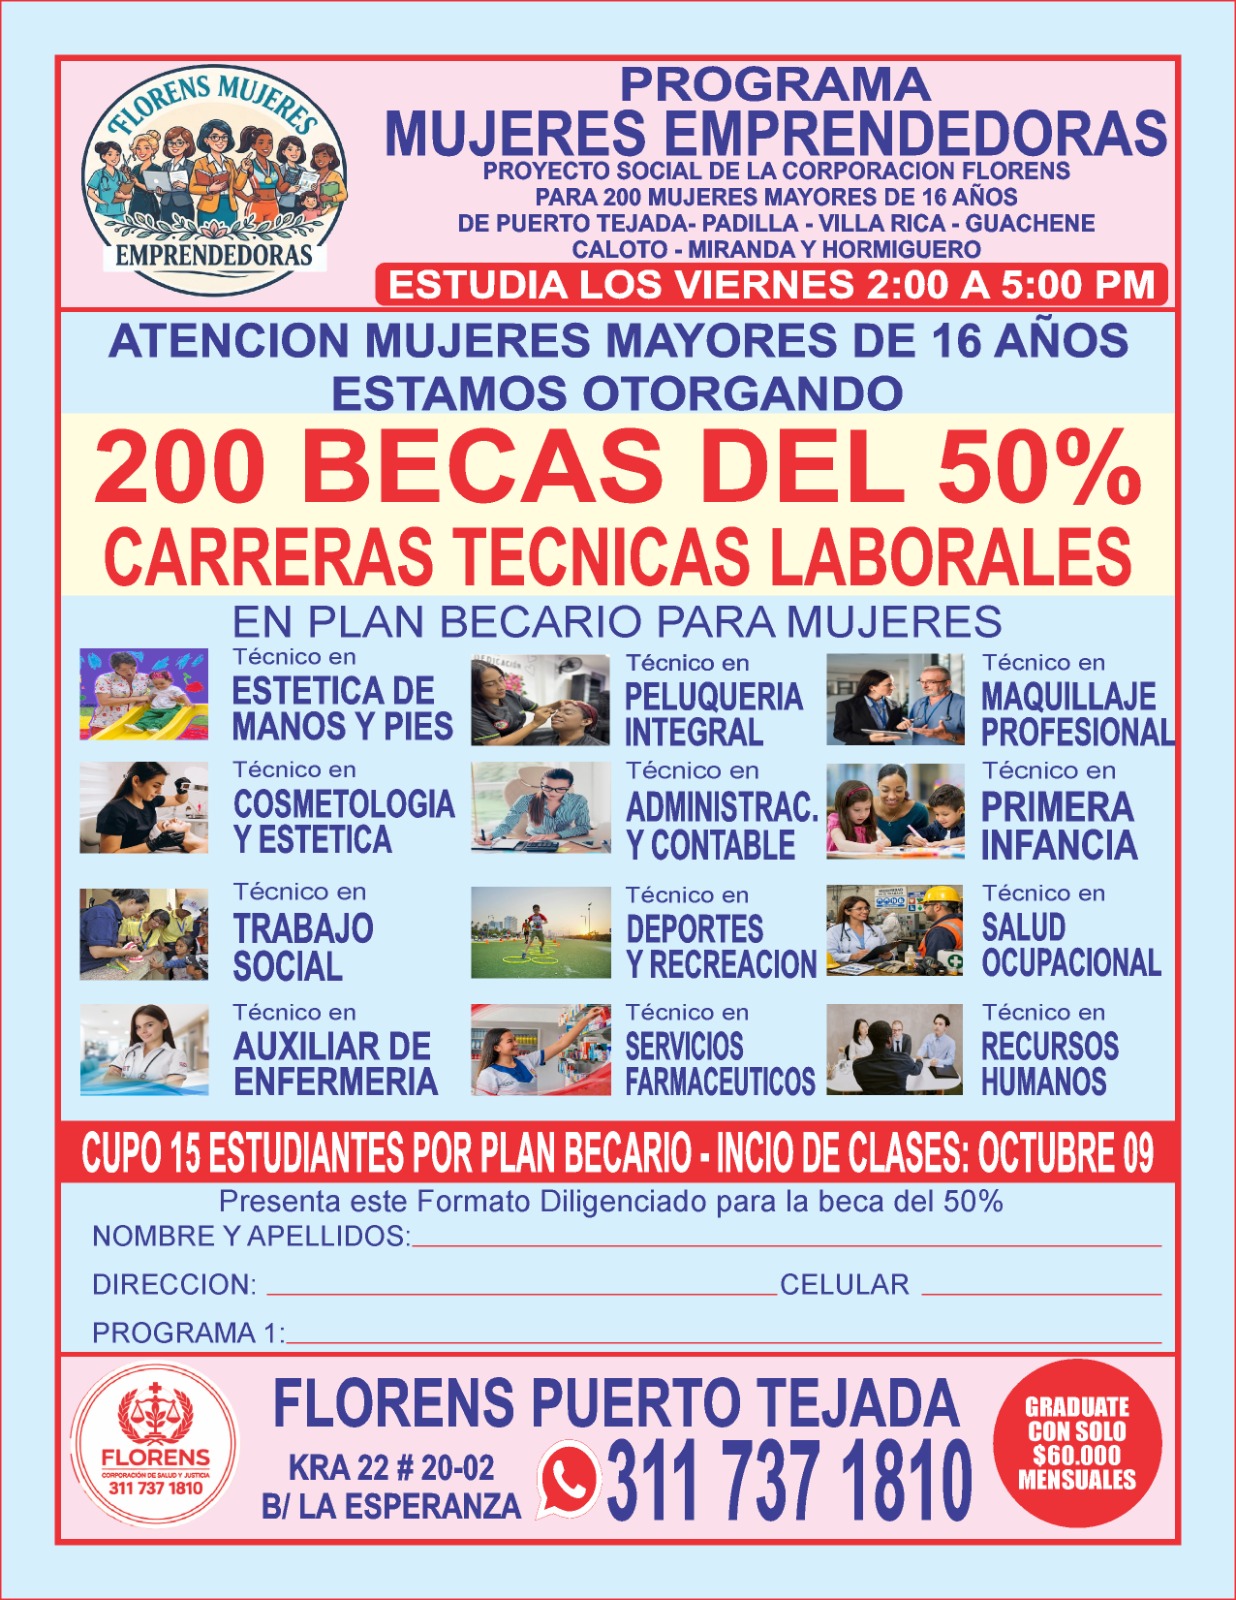 FLORENS MUJERES
EMPRENDEDORAS
PROGRAMA
MUJERES EMPRENDEDORAS
PROYECTO SOCIAL DE LA CORPORACION FLORENS
PARA 200 MUJERES MAYORES DE 16 AÑOS
DE PUERTO TEJADA- PADILLA - VILLA RICA - GUACHENE
CALOTO - MIRANDA Y HORMIGUERO
ESTUDIA LOS VIERNES 2:00 A 5:00 PM
ATENCION MUJERES MAYORES DE 16 AÑOS
ESTAMOS OTORGANDO
200 BECAS DEL 50%
CARRERAS TECNICAS LABORALES
EN PLAN BECARIO PARA MUJERES
Técnico en
ESTETICA DE
MANOS Y PIES
Técnico en
PELUQUERIA
INTEGRAL
Técnico en
MAQUILLAJE
PROFESIONAL
Técnico en
COSMETOLOGIA
Y ESTETICA
Técnico en
ADMINISTRAC.
Y CONTABLE
Técnico en
PRIMERA
INFANCIA
Técnico en
TRABAJO
SOCIAL
Técnico en
DEPORTES
Y RECREACION
Técnico en
SALUD
OCUPACIONAL
Técnico en
AUXILIAR DE
ENFERMERIA
Técnico en
SERVICIOS
FARMACEUTICOS
Técnico en
RECURSOS
HUMANOS
CUPO 15 ESTUDIANTES POR PLAN BECARIO - INCIO DE CLASES: OCTUBRE 09
Presenta este Formato Diligenciado para la beca del 50%
NOMBRE Y APELLIDOS:
DIRECCION: CELULAR
PROGRAMA 1:
FLORENS
CORPORACIÓN DE SALUD Y JUSTICIA
311 737 1810
FLORENS PUERTO TEJADA
KRA 22 # 20-02
B/ LA ESPERANZA
311 737 1810
GRADUATE
CON SOLO
$60.000
MENSUALES